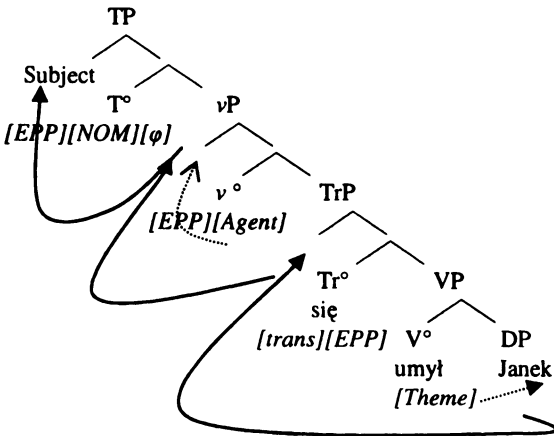 TP
Subject
T° vP
[EPP][NOM][φ]
v° TrP
[EPP][Agent]
Tr° VP
się
[trans][EPP] V° DP
umył Janek
[Theme]